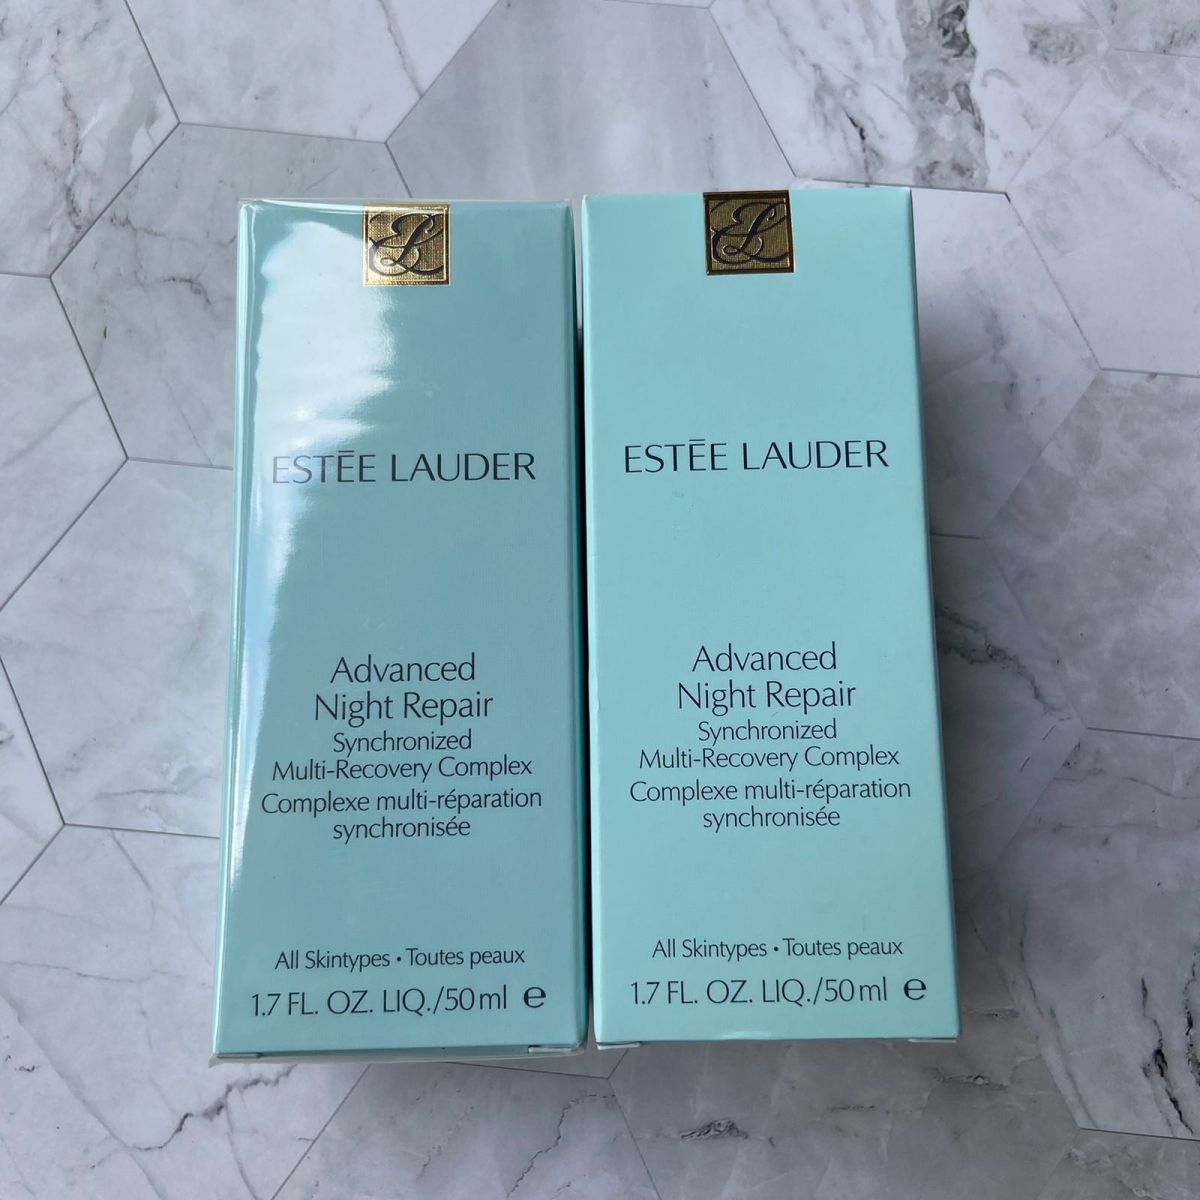 ESTĒE LAUDER
Advanced
Night Repair
Synchronized
Multi-Recovery Complex
Complexe multi-réparation
synchronisée
All Skintypes • Toutes peaux
1.7 FL. OZ. LIQ./50 ml ℮
ESTĒE LAUDER
Advanced
Night Repair
Synchronized
Multi-Recovery Complex
Complexe multi-réparation
synchronisée
All Skintypes • Toutes peaux
1.7 FL. OZ. LIQ./50 ml ℮